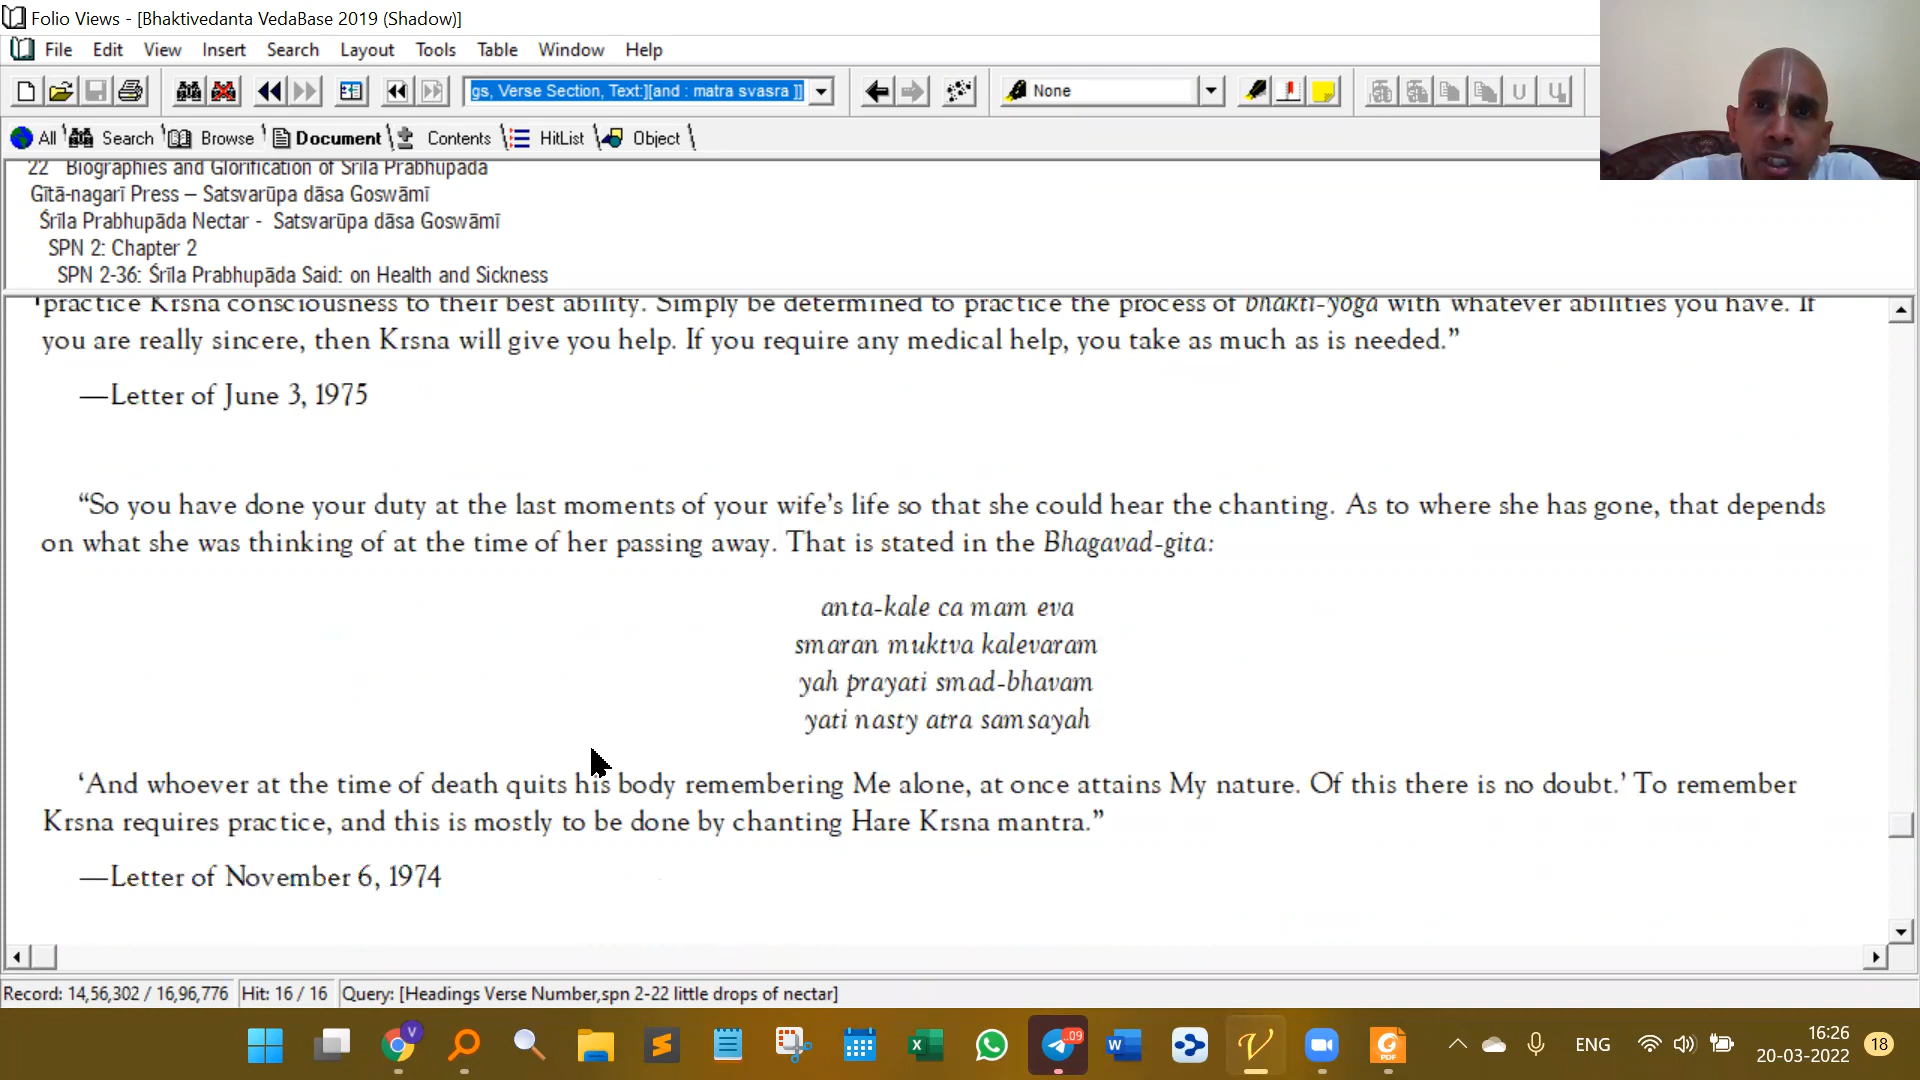 Folio Views - [Bhaktivedanta VedaBase 2019 (Shadow)]
File Edit View Insert Search Layout Tools Table Window Help
gs, Verse Section, Text:][and : matra svasra ]] None
All Search Browse Document Contents HitList Object
22 Biographies and Glorification of Śrīla Prabhupāda
Gītā-nagarī Press – Satsvarūpa dāsa Goswāmī
Śrīla Prabhupāda Nectar - Satsvarūpa dāsa Goswāmī
SPN 2: Chapter 2
SPN 2-36: Śrīla Prabhupāda Said: on Health and Sickness
practice Krsna consciousness to their best ability. Simply be determined to practice the process of bhakti-yoga with whatever abilities you have. If
you are really sincere, then Krsna will give you help. If you require any medical help, you take as much as is needed.”
—Letter of June 3, 1975
“So you have done your duty at the last moments of your wife’s life so that she could hear the chanting. As to where she has gone, that depends
on what she was thinking of at the time of her passing away. That is stated in the Bhagavad-gita:
anta-kale ca mam eva
smaran muktva kalevaram
yah prayati smad-bhavam
yati nasty atra samsayah
‘And whoever at the time of death quits his body remembering Me alone, at once attains My nature. Of this there is no doubt.’ To remember
Krsna requires practice, and this is mostly to be done by chanting Hare Krsna mantra.”
—Letter of November 6, 1974
Record: 14,56,302 / 16,96,776 Hit: 16 / 16 Query: [Headings Verse Number,spn 2-22 little drops of nectar]
V ..09 ENG 16:26 18
20-03-2022